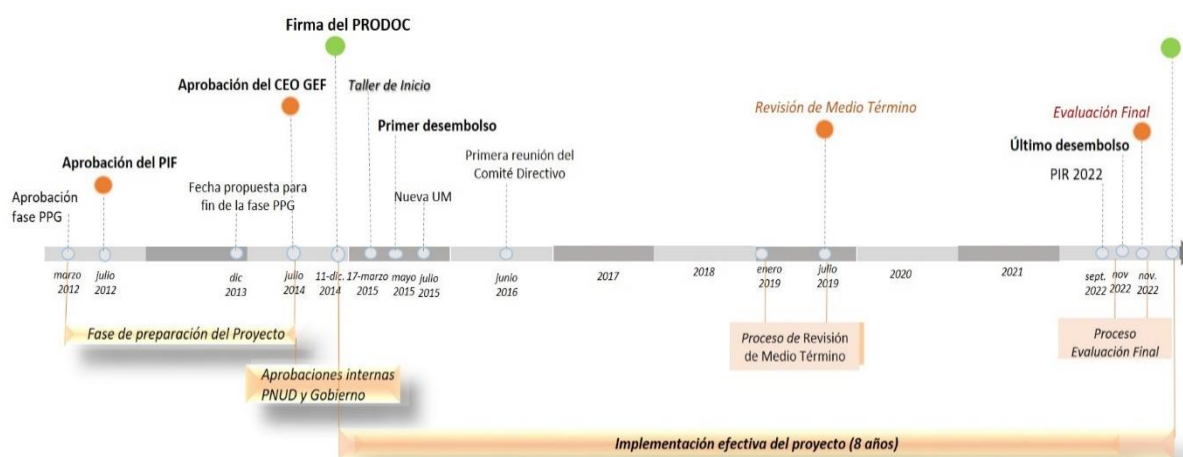 Firma del PRODOC
Aprobación del CEO GEF
Taller de Inicio
Revisión de Medio Término
Evaluación Final
Primer desembolso
Último desembolso
Aprobación del PIF
Primera reunión del
Comité Directivo
PIR 2022
Fecha propuesta para
fin de la fase PPG
Nueva UM
Aprobación
fase PPG
marzo
2012
julio
2012
dic
2013
julio
2014
11-dic.
2014
17-marzo
2015
mayo
2015
julio
2015
junio
2016
2017
2018
enero
2019
julio
2019
2020
2021
sept.
2022
nov
2022
nov.
2022
Fase de preparación del Proyecto
Proceso de Revisión
de Medio Término
Proceso
Evaluación Final
Aprobaciones internas
PNUD y Gobierno
Implementación efectiva del proyecto (8 años)